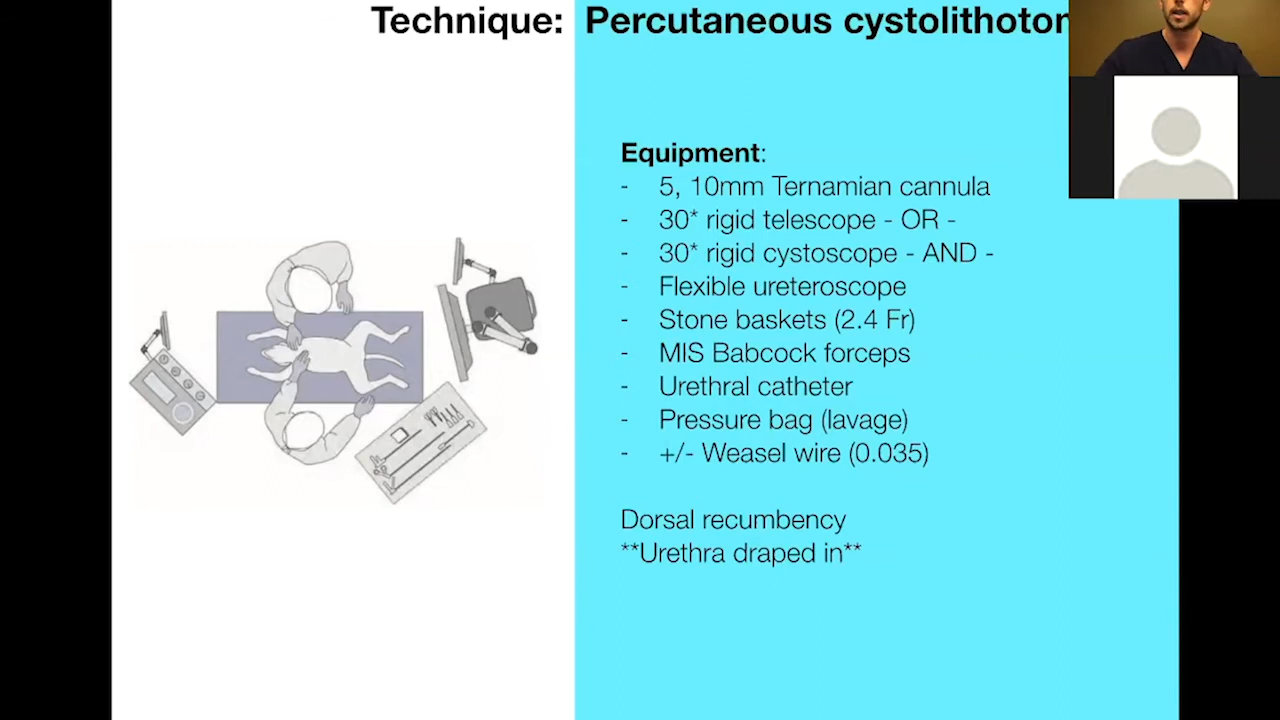 Technique: Percutaneous cystolithoton
Equipment:
- 5, 10mm Ternamian cannula
- 30* rigid telescope - OR -
- 30* rigid cystoscope - AND -
- Flexible ureteroscope
- Stone baskets (2.4 Fr)
- MIS Babcock forceps
- Urethral catheter
- Pressure bag (lavage)
- +/- Weasel wire (0.035)
Dorsal recumbency
**Urethra draped in**